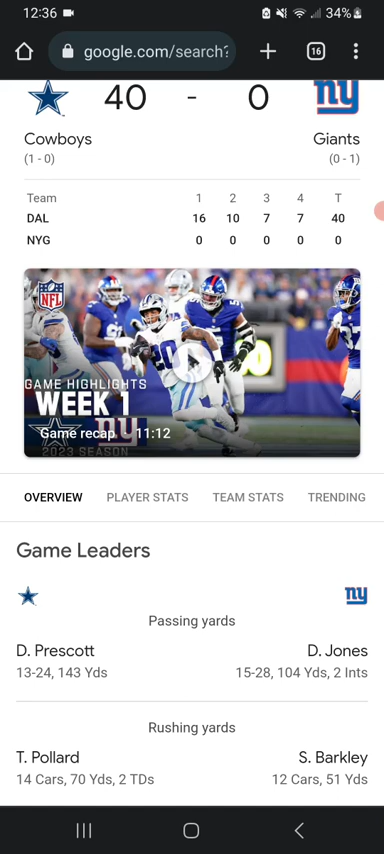 12:36
34%
google.com/search?
16
40 - 0
ny
Cowboys
Giants
(1 - 0)
(0 - 1)
Team 1 2 3 4 T
DAL 16 10 7 7 40
NYG 0 0 0 0 0
NFL
20
GAME HIGHLIGHTS
WEEK 1
ny
Game recap 11:12
2023 SEASON
OVERVIEW PLAYER STATS TEAM STATS TRENDING
Game Leaders
ny
Passing yards
D. Prescott D. Jones
13-24, 143 Yds 15-28, 104 Yds, 2 Ints
Rushing yards
T. Pollard S. Barkley
14 Cars, 70 Yds, 2 TDs 12 Cars, 51 Yds